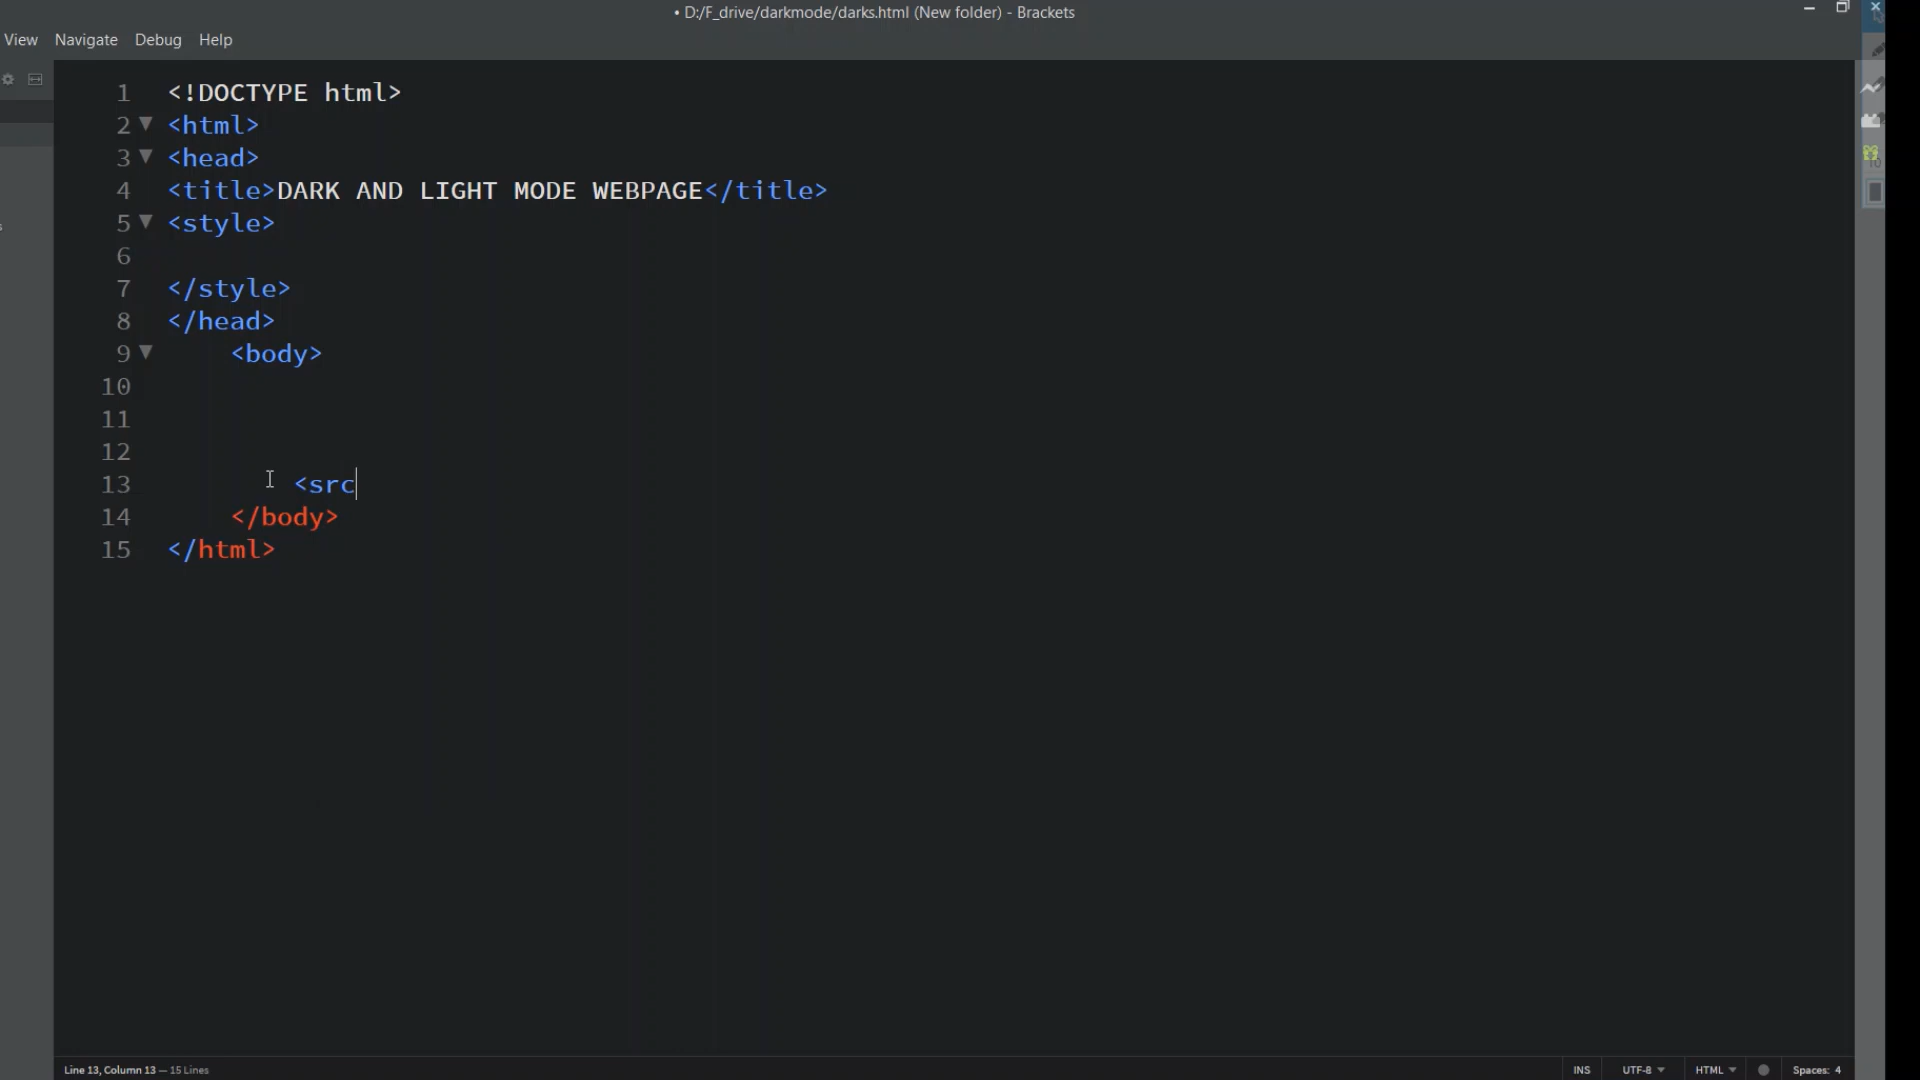 • D:/F_drive/darkmode/darks.html (New folder) - Brackets
View Navigate Debug Help
1 <!DOCTYPE html>
2 <html>
3 <head>
4 <title>DARK AND LIGHT MODE WEBPAGE</title>
5 <style>
6
7 </style>
8 </head>
9 <body>
10
11
12
13 <src
14 </body>
15 </html>
Line 13, Column 13 — 15 Lines
INS UTF-8 HTML Spaces: 4